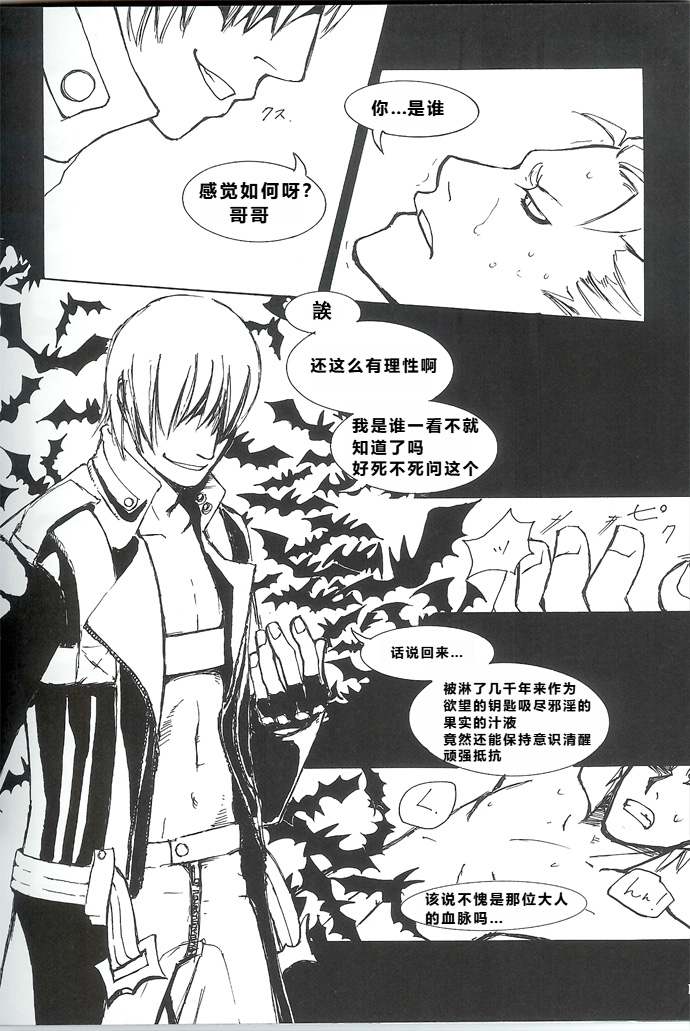 你…是谁
クス.
感觉如何呀？
哥哥
誒
还这么有理性啊
我是谁一看不就
知道了吗
好死不死问这个
ピク
话说回来…
被淋了几千年来作为
欲望的钥匙吸尽邪淫的
果实的汁液
竟然还能保持意识清醒
顽强抵抗
く.
んん!
该说不愧是那位大人
的血脉吗…